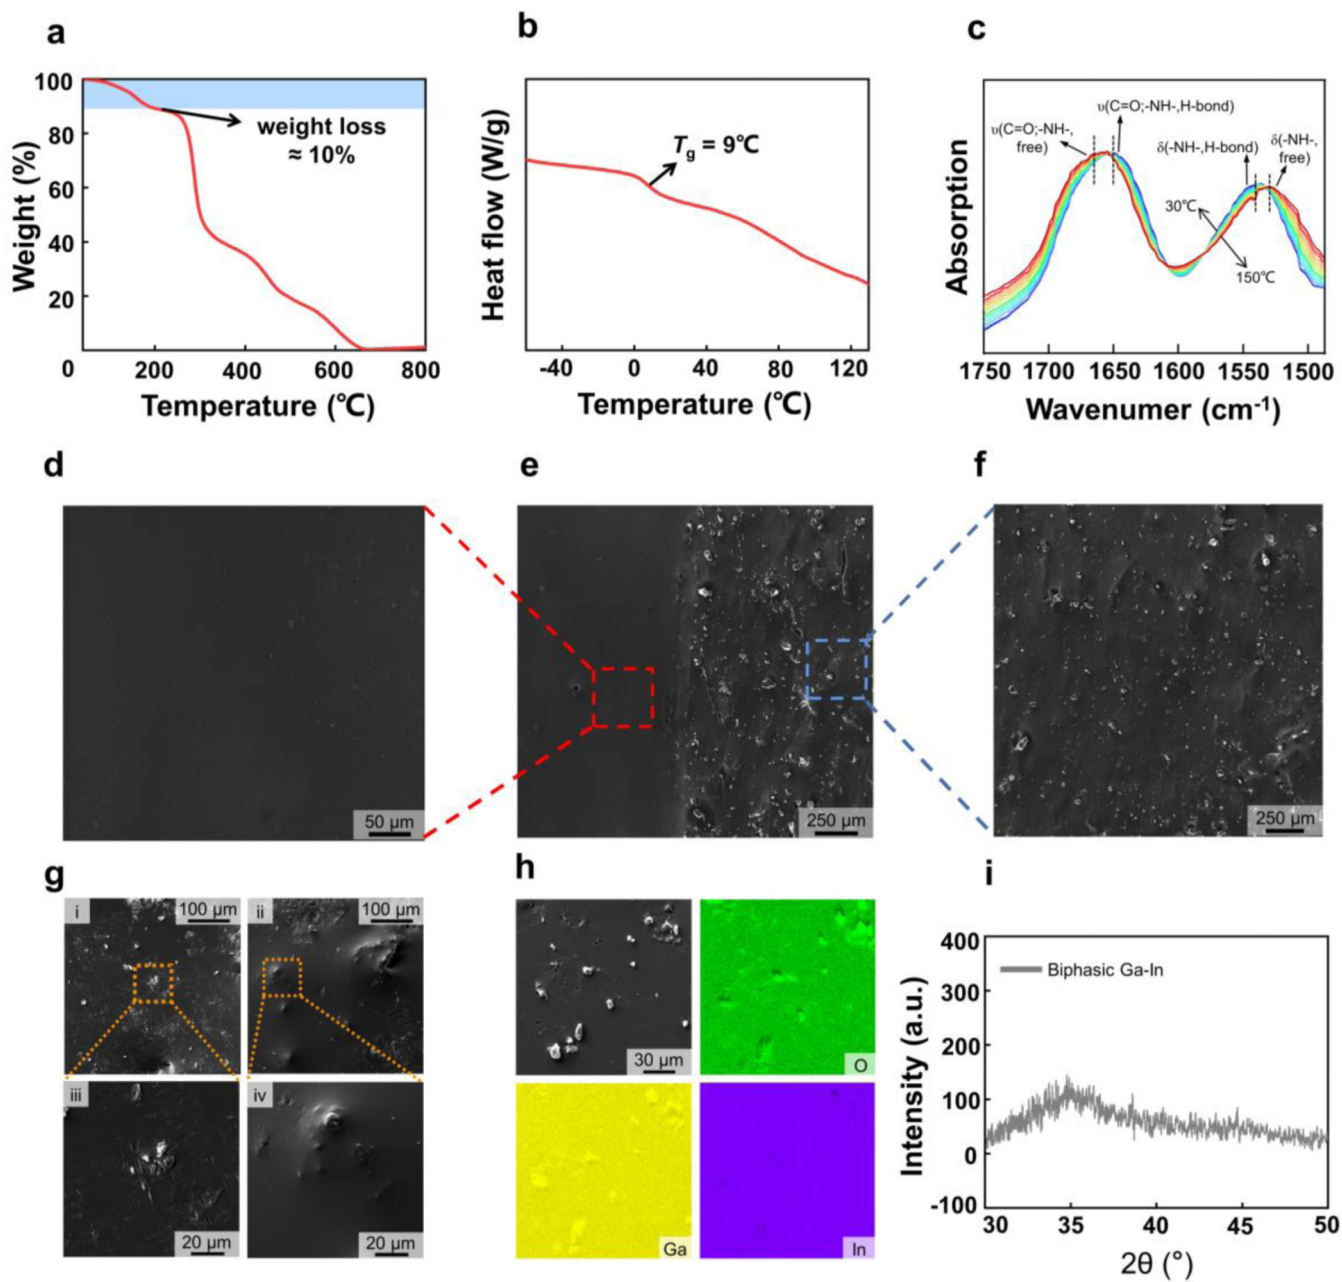 a
100
80
60
40
20
0
200
400
600
800
Weight (%)
Temperature (℃)
weight loss
≈ 10%
b
Heat flow (W/g)
Tg = 9℃
-40
0
40
80
120
Temperature (℃)
c
Absorption
υ(C=O;-NH-,
free)
υ(C=O;-NH-,H-bond)
δ(-NH-,H-bond)
δ(-NH-,
free)
30℃
150℃
1750
1700
1650
1600
1550
1500
Wavenumer (cm-1)
d
50 μm
e
250 μm
f
250 μm
g
i
100 μm
ii
100 μm
iii
20 μm
iv
20 μm
h
30 μm
O
Ga
In
i
400
300
200
100
0
-100
Intensity (a.u.)
Biphasic Ga-In
30
35
40
45
50
2θ (°)